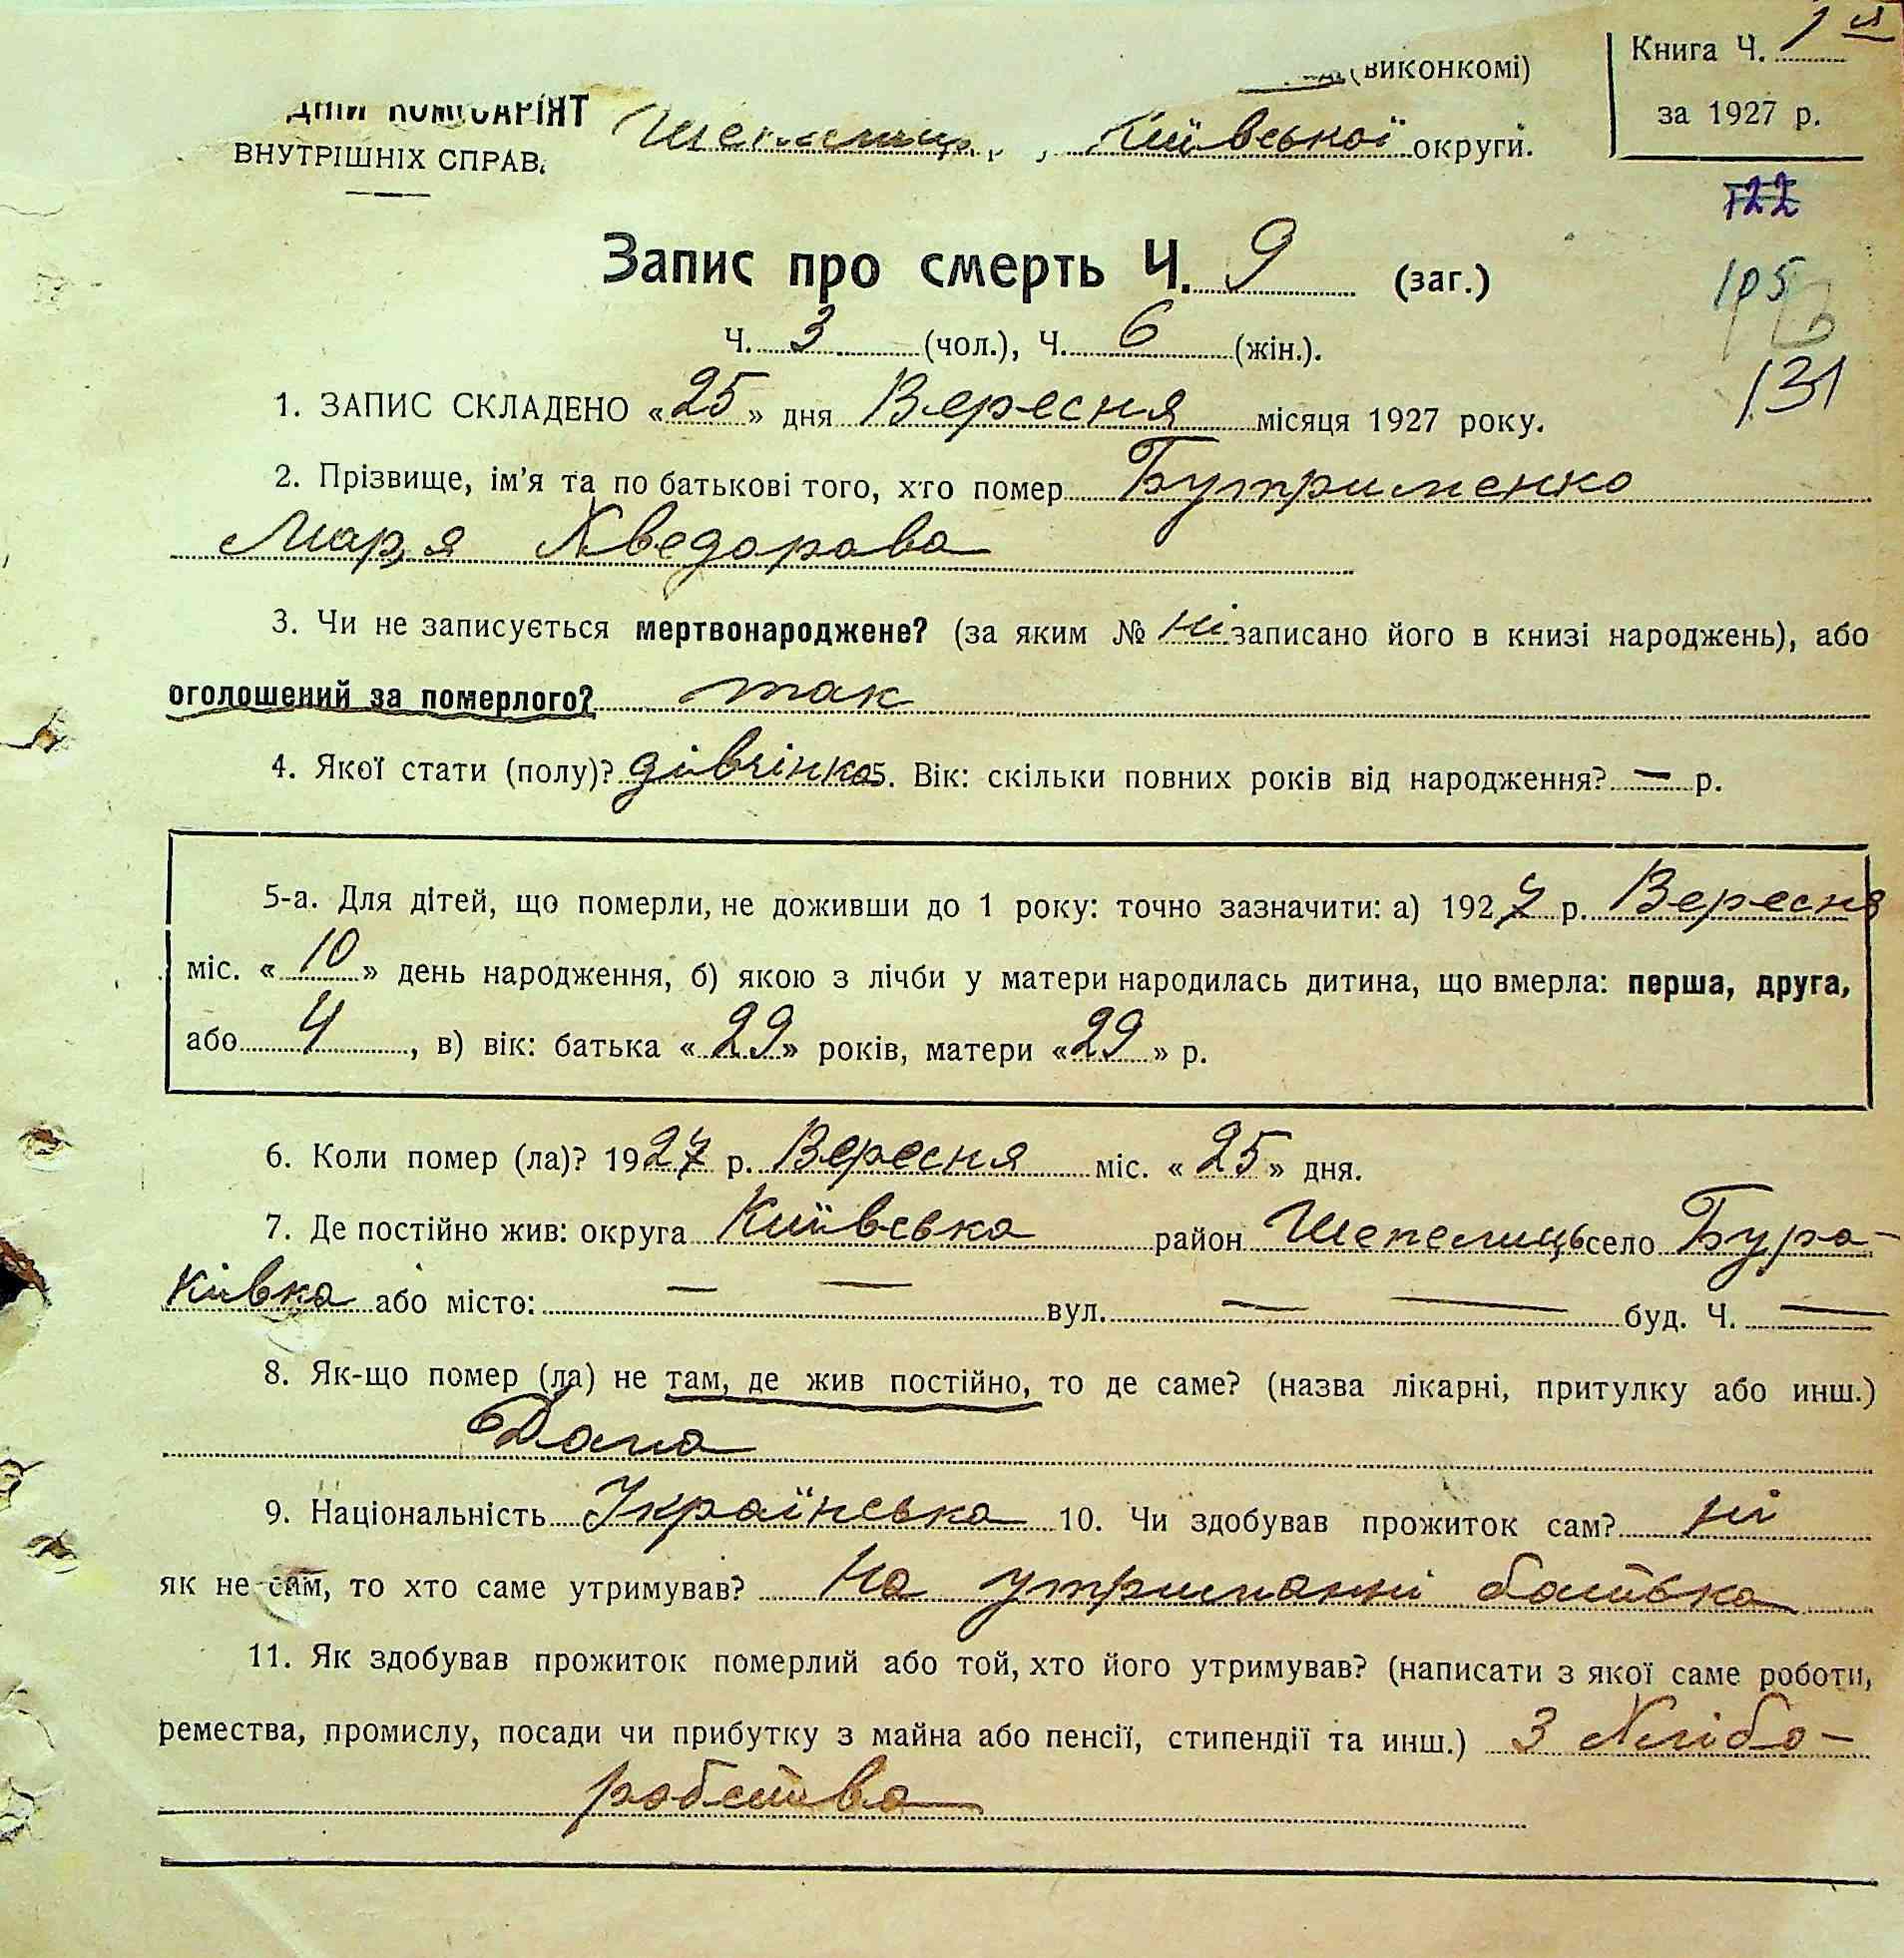 (виконкомі)
Книга Ч. 1я
за 1927 р.
ВНУТРІШНІХ СПРАВ.
Київської округи.
122
105
131
Запис про смерть Ч. 9 (заг.)
Ч. 3 (чол.), Ч. 6 (жін.).
1. ЗАПИС СКЛАДЕНО «25» дня Вересня місяця 1927 року.
2. Прізвище, ім'я та по батькові того, хто помер Бутрименко
Мар'я Хведорава
3. Чи не записується мертвонароджене? (за яким № ні записано його в книзі народжень), або
оголошений за померлого? так
4. Якої стати (полу)? дівчінка 5. Вік: скільки повних років від народження? — р.
5-а. Для дітей, що померли, не доживши до 1 року: точно зазначити: а) 1927 р. Вересня
міс. «10» день народження, б) якою з лічби у матери народилась дитина, що вмерла: перша, друга,
або 4, в) вік: батька «29» років, матери «29» р.
6. Коли помер (ла)? 1927 р. Вересня міс. «25» дня.
7. Де постійно жив: округа Київська район Шепелиць село Бура-
ківка або місто: — — вул. — — буд. Ч. —
8. Як-що помер (ла) не там, де жив постійно, то де саме? (назва лікарні, притулку або инш.)
Дома
9. Національність Українська 10. Чи здобував прожиток сам? ні
як не сам, то хто саме утримував? На утриманні батька
11. Як здобував прожиток померлий або той, хто його утримував? (написати з якої саме роботи,
ремества, промислу, посади чи прибутку з майна або пенсії, стипендії та инш.) З Хлібо-
робства